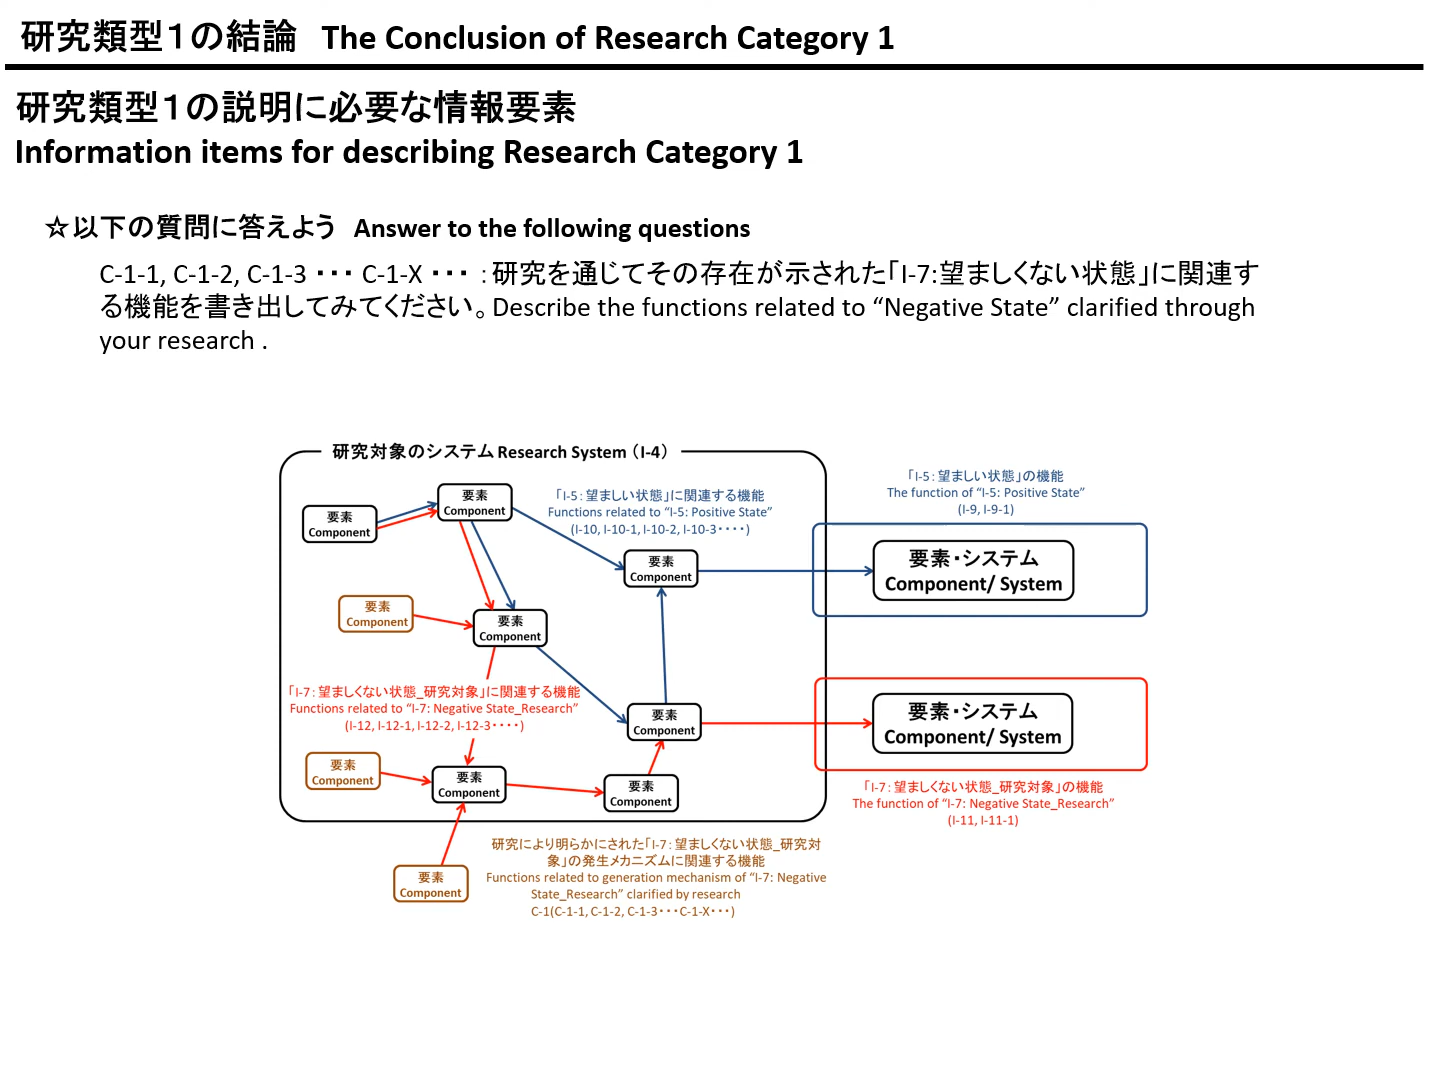 研究類型１の結論 The Conclusion of Research Category 1
研究類型１の説明に必要な情報要素
Information items for describing Research Category 1
☆以下の質問に答えよう Answer to the following questions
C-1-1, C-1-2, C-1-3 ・・・ C-1-X ・・・ ：研究を通じてその存在が示された「I-7:望ましくない状態」に関連す
る機能を書き出してみてください。Describe the functions related to “Negative State” clarified through
your research .
研究対象のシステム Research System（I-4）
要素
Component
要素
Component
「I-5：望ましい状態」に関連する機能
Functions related to “I-5: Positive State”
(I-10, I-10-1, I-10-2, I-10-3・・・・)
「I-5：望ましい状態」の機能
The function of “I-5: Positive State”
(I-9, I-9-1)
要素
Component
要素・システム
Component/ System
要素
Component
要素
Component
「I-7：望ましくない状態_研究対象」に関連する機能
Functions related to “I-7: Negative State_Research”
(I-12, I-12-1, I-12-2, I-12-3・・・・)
要素
Component
要素・システム
Component/ System
要素
Component
要素
Component
要素
Component
「I-7：望ましくない状態_研究対象」の機能
The function of “I-7: Negative State_Research”
(I-11, I-11-1)
要素
Component
研究により明らかにされた「I-7：望ましくない状態_研究対
象」の発生メカニズムに関連する機能
Functions related to generation mechanism of “I-7: Negative
State_Research” clarified by research
C-1(C-1-1, C-1-2, C-1-3・・・C-1-X・・・)